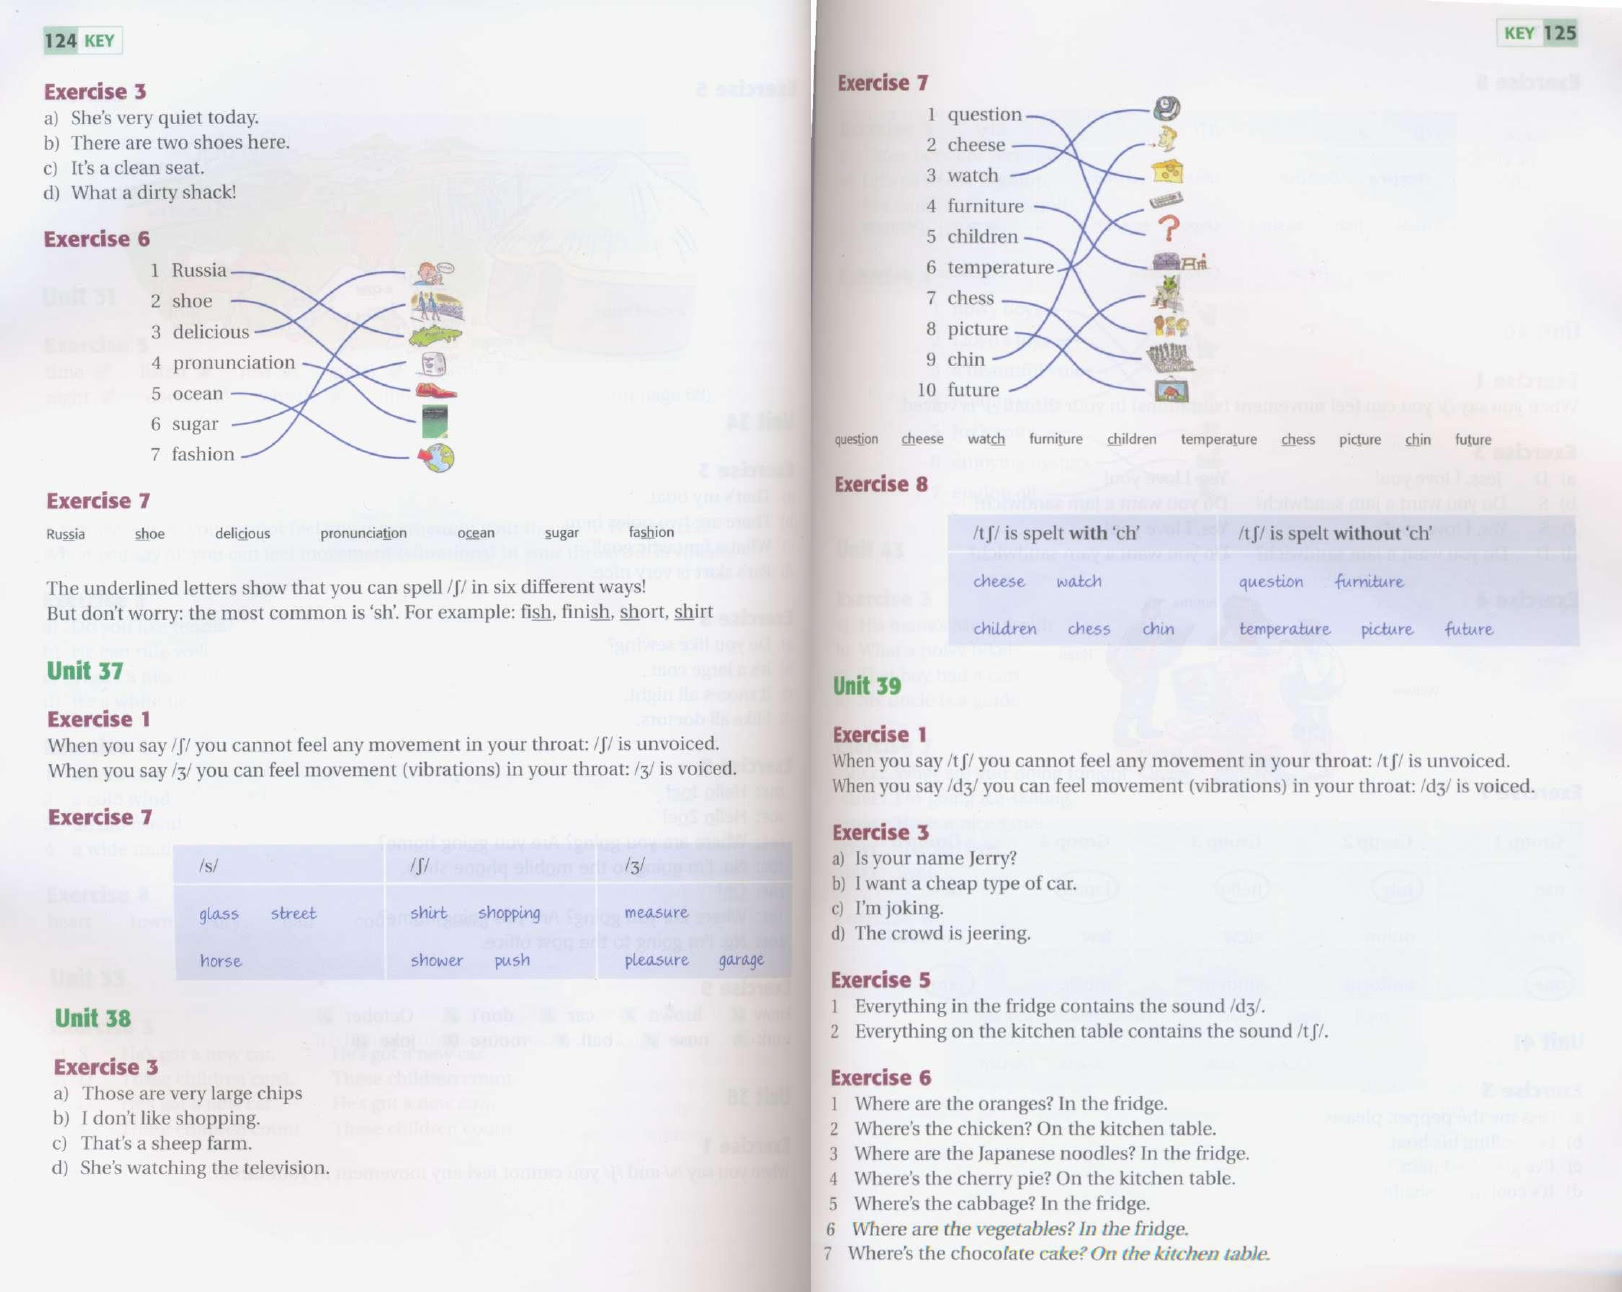 124 KEY
Exercise 3
a) She's very quiet today.
b) There are two shoes here.
c) It's a clean seat.
d) What a dirty shack!
Exercise 6
1 Russia
2 shoe
3 delicious
4 pronunciation
5 ocean
6 sugar
7 fashion
Exercise 7
Russia shoe delicious pronunciation ocean sugar fashion
The underlined letters show that you can spell /ʃ/ in six different ways!
But don't worry: the most common is 'sh'. For example: fish, finish, short, shirt
Unit 37
Exercise 1
When you say /ʃ/ you cannot feel any movement in your throat: /ʃ/ is unvoiced.
When you say /ʒ/ you can feel movement (vibrations) in your throat: /ʒ/ is voiced.
Exercise 7
/s/ /ʃ/ /ʒ/
glass street shirt shopping measure
horse shower push pleasure garage
Unit 38
Exercise 3
a) Those are very large chips
b) I don't like shopping.
c) That's a sheep farm.
d) She's watching the television.
KEY 125
Exercise 7
1 question
2 cheese
3 watch
4 furniture
5 children
6 temperature
7 chess
8 picture
9 chin
10 future
question cheese watch furniture children temperature chess picture chin future
Exercise 8
/tʃ/ is spelt with 'ch' /tʃ/ is spelt without 'ch'
cheese watch question furniture
children chess chin temperature picture future
Unit 39
Exercise 1
When you say /tʃ/ you cannot feel any movement in your throat: /tʃ/ is unvoiced.
When you say /dʒ/ you can feel movement (vibrations) in your throat: /dʒ/ is voiced.
Exercise 3
a) Is your name Jerry?
b) I want a cheap type of car.
c) I'm joking.
d) The crowd is jeering.
Exercise 5
1 Everything in the fridge contains the sound /dʒ/.
2 Everything on the kitchen table contains the sound /tʃ/.
Exercise 6
1 Where are the oranges? In the fridge.
2 Where's the chicken? On the kitchen table.
3 Where are the Japanese noodles? In the fridge.
4 Where's the cherry pie? On the kitchen table.
5 Where's the cabbage? In the fridge.
6 Where are the vegetables? In the fridge.
7 Where's the chocolate cake? On the kitchen table.